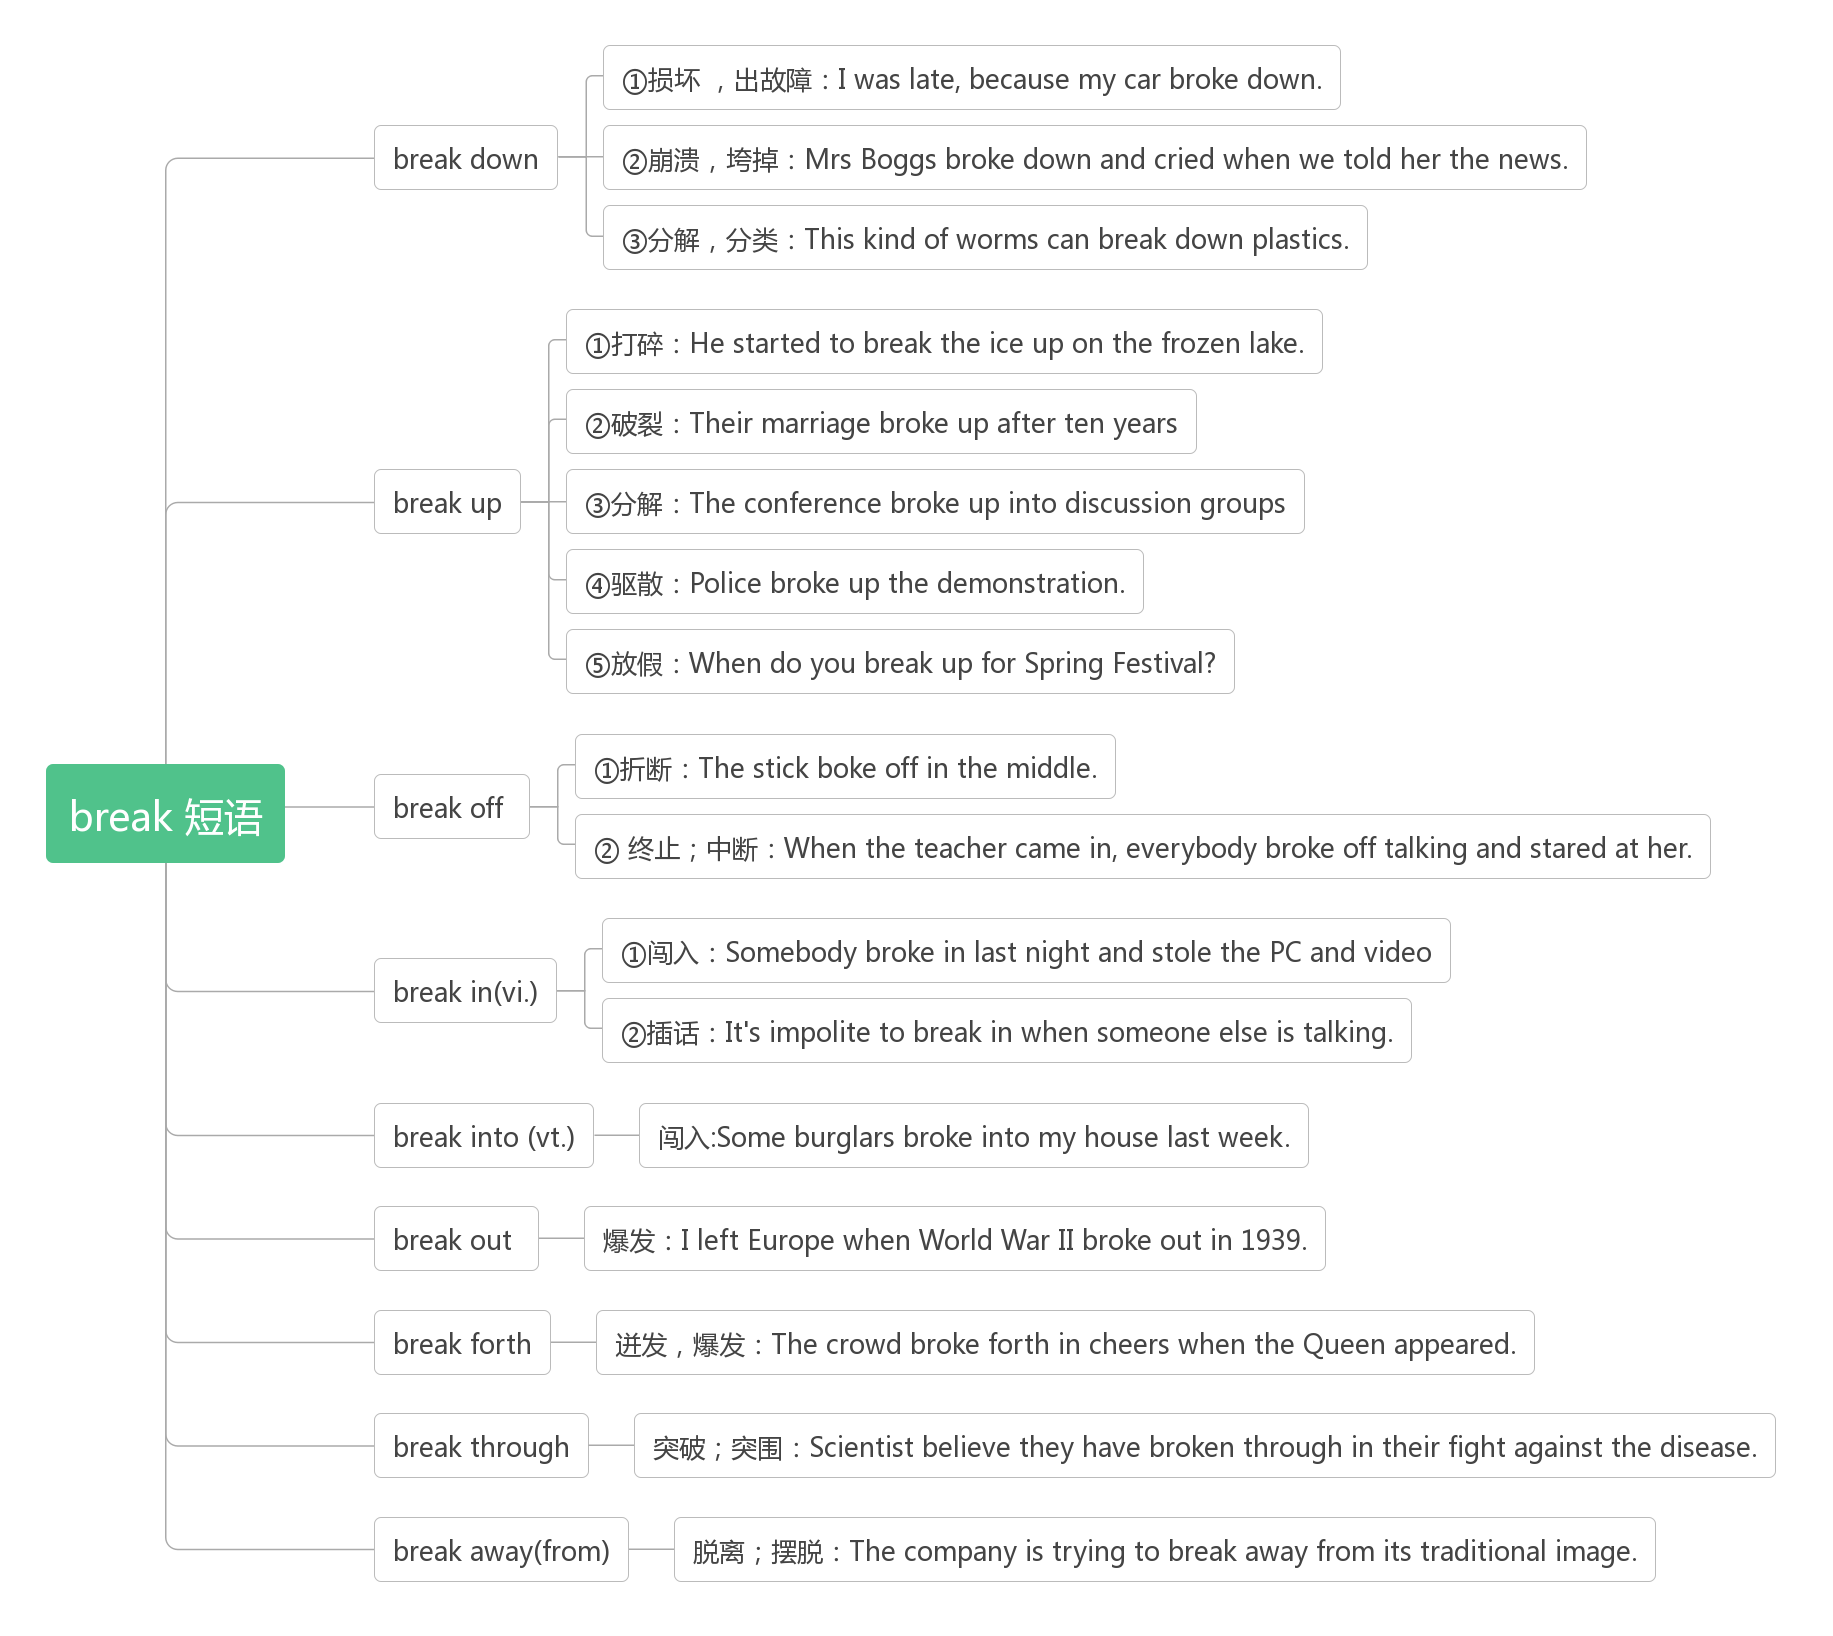 break 短语
break down
①损坏 ，出故障：I was late, because my car broke down.
②崩溃，垮掉：Mrs Boggs broke down and cried when we told her the news.
③分解，分类：This kind of worms can break down plastics.
break up
①打碎：He started to break the ice up on the frozen lake.
②破裂：Their marriage broke up after ten years
③分解：The conference broke up into discussion groups
④驱散：Police broke up the demonstration.
⑤放假：When do you break up for Spring Festival?
break off
①折断：The stick boke off in the middle.
② 终止；中断：When the teacher came in, everybody broke off talking and stared at her.
break in(vi.)
①闯入：Somebody broke in last night and stole the PC and video
②插话：It's impolite to break in when someone else is talking.
break into (vt.)
闯入:Some burglars broke into my house last week.
break out
爆发：I left Europe when World War II broke out in 1939.
break forth
迸发，爆发：The crowd broke forth in cheers when the Queen appeared.
break through
突破；突围：Scientist believe they have broken through in their fight against the disease.
break away(from)
脱离；摆脱：The company is trying to break away from its traditional image.